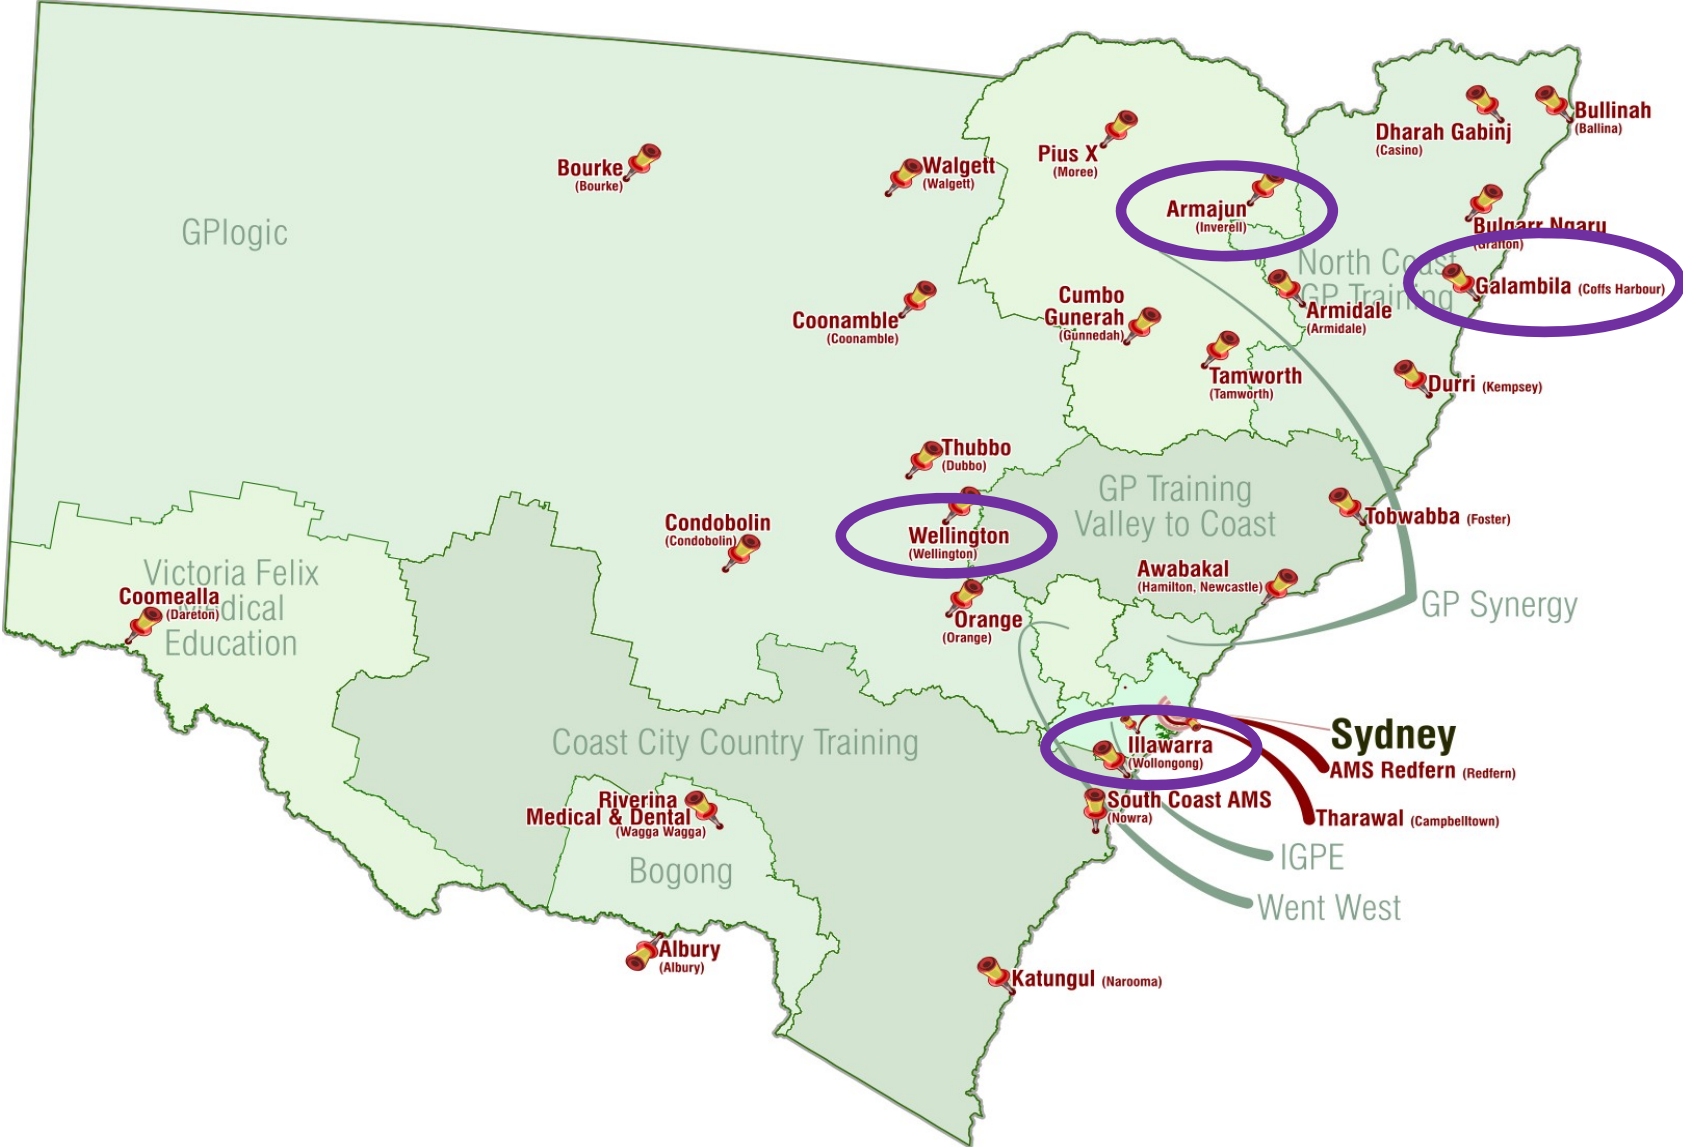 Bullinah
(Ballina)
Dharah Gabinj
(Casino)
Pius X
(Moree)
Bourke
(Bourke)
Walgett
(Walgett)
Armajun
(Inverell)
GPlogic
Bulgarr Ngaru
(Grafton)
North Coast
GP Training
Galambila (Coffs Harbour)
Cumbo
Gunerah
(Gunnedah)
Armidale
(Armidale)
Coonamble
(Coonamble)
Tamworth
(Tamworth)
Durri (Kempsey)
Thubbo
(Dubbo)
GP Training
Valley to Coast
Tobwabba (Foster)
Condobolin
(Condobolin)
Wellington
(Wellington)
Victoria Felix
Medical
Education
Coomealla
(Dareton)
Awabakal
(Hamilton, Newcastle)
GP Synergy
Orange
(Orange)
Coast City Country Training
Illawarra
(Wollongong)
Sydney
AMS Redfern (Redfern)
Riverina
Medical & Dental
(Wagga Wagga)
South Coast AMS
(Nowra)
Tharawal (Campbelltown)
IGPE
Bogong
Went West
Albury
(Albury)
Katungul (Narooma)